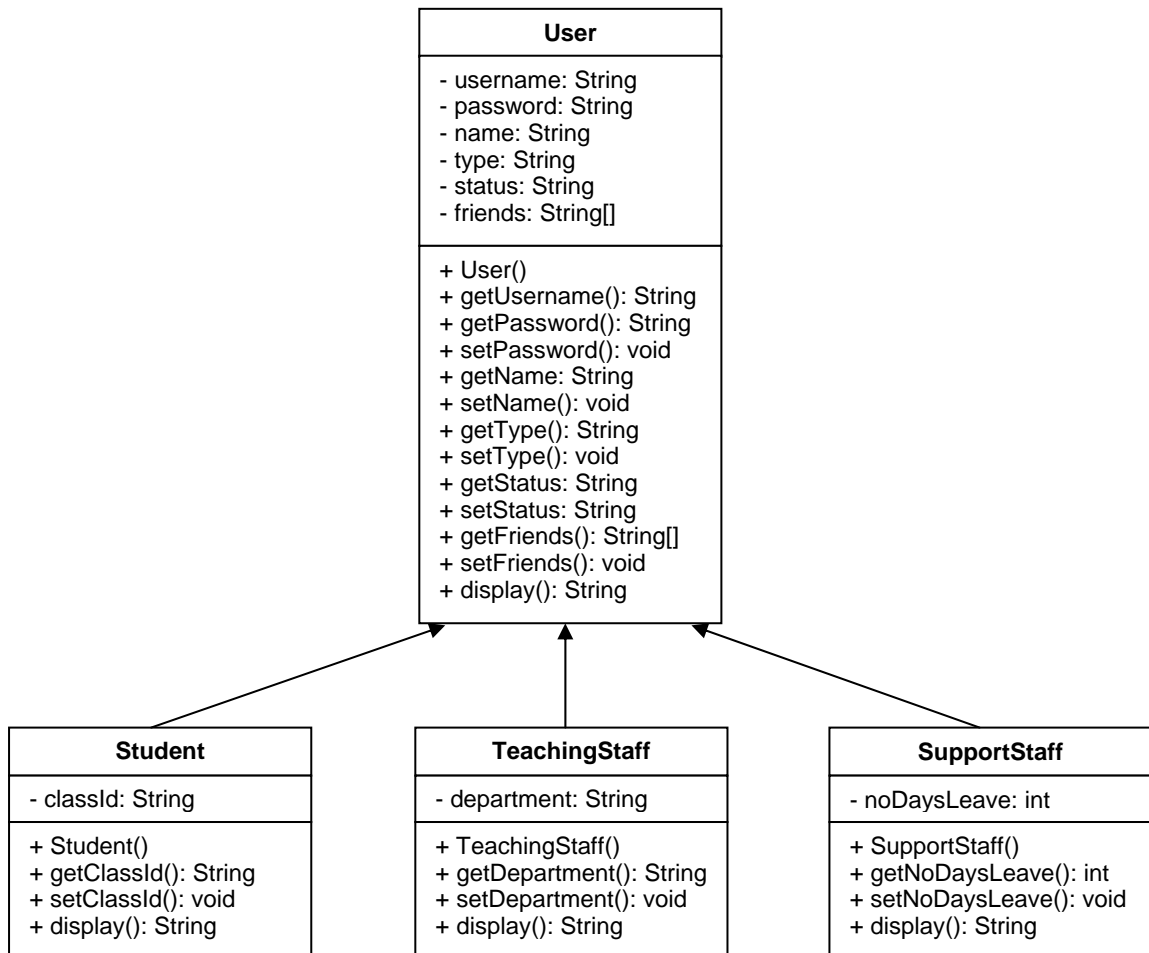 User
- username: String
- password: String
- name: String
- type: String
- status: String
- friends: String[]
+ User()
+ getUsername(): String
+ getPassword(): String
+ setPassword(): void
+ getName: String
+ setName(): void
+ getType(): String
+ setType(): void
+ getStatus: String
+ setStatus: String
+ getFriends(): String[]
+ setFriends(): void
+ display(): String
Student
- classId: String
+ Student()
+ getClassId(): String
+ setClassId(): void
+ display(): String
TeachingStaff
- department: String
+ TeachingStaff()
+ getDepartment(): String
+ setDepartment(): void
+ display(): String
SupportStaff
- noDaysLeave: int
+ SupportStaff()
+ getNoDaysLeave(): int
+ setNoDaysLeave(): void
+ display(): String